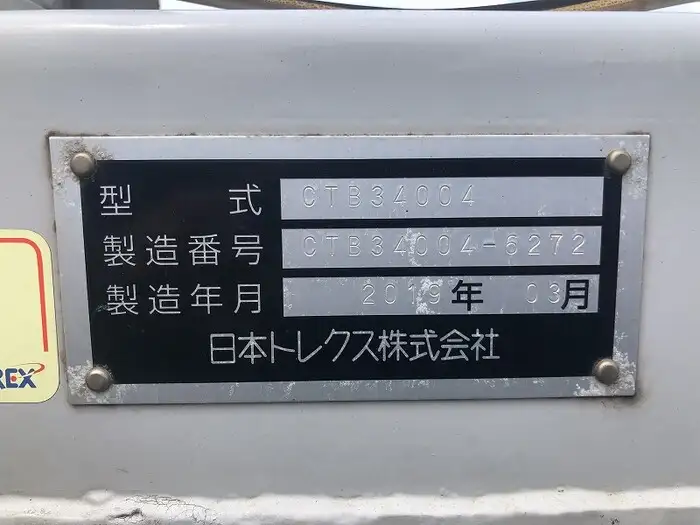 型式 CTB34004
製造番号 CTB34004-6272
製造年月 2019年 03月
日本トレクス株式会社
REX